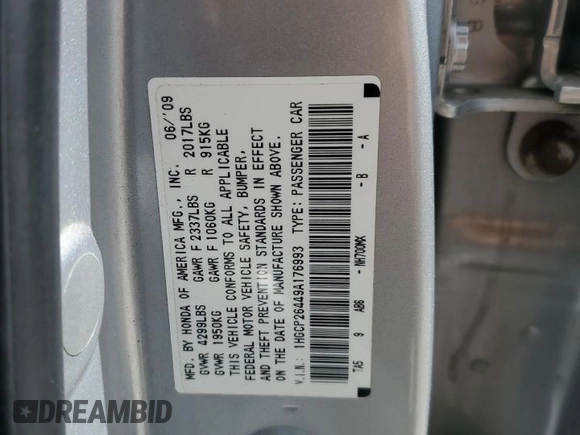 MFD. BY HONDA OF AMERICA MFG., INC. 06/'09
GVWR 4299LBS GAWR F 2337LBS R 2017LBS
GVWR 1950KG GAWR F 1060KG R 915KG
THIS VEHICLE CONFORMS TO ALL APPLICABLE
FEDERAL MOTOR VEHICLE SAFETY, BUMPER,
AND THEFT PREVENTION STANDARDS IN EFFECT
ON THE DATE OF MANUFACTURE SHOWN ABOVE.
V.I.N.: 1HGCP26449A176993 TYPE: PASSENGER CAR
TA5 9 AB6 -NH700MX -B -A
DREAMBID